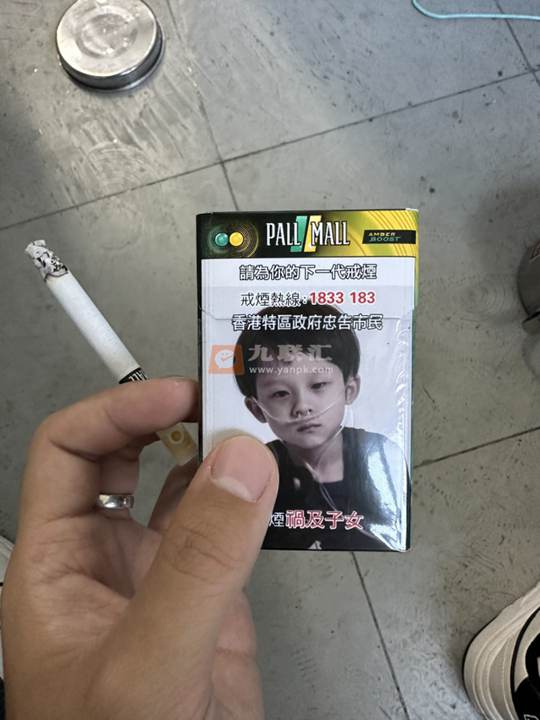 PALL MALL
AMBER
BOOST
請為你的下一代戒煙
戒煙熱線:1833 183
香港特區政府忠告市民
九联汇
www.yanpk.com
煙禍及子女